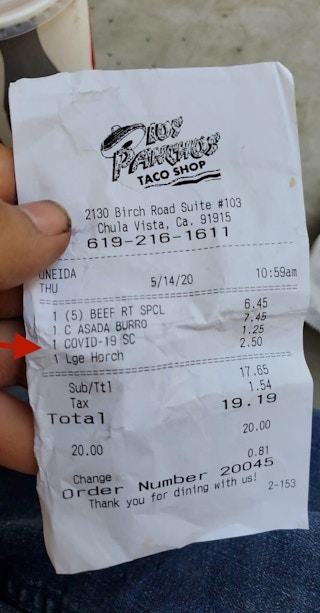 LOS
PANCHOS
TACO SHOP
2130 Birch Road Suite #103
Chula Vista, Ca. 91915
619-216-1611
ONEIDA
THU 5/14/20 10:59am
1 (5) BEEF RT SPCL 6.45
1 C ASADA BURRO 7.45
1 COVID-19 SC 1.25
1 Lge Horch 2.50
Sub/Ttl 17.65
Tax 1.54
Total 19.19
20.00 20.00
Change 0.81
Order Number 20045
Thank you for dining with us!
2-153